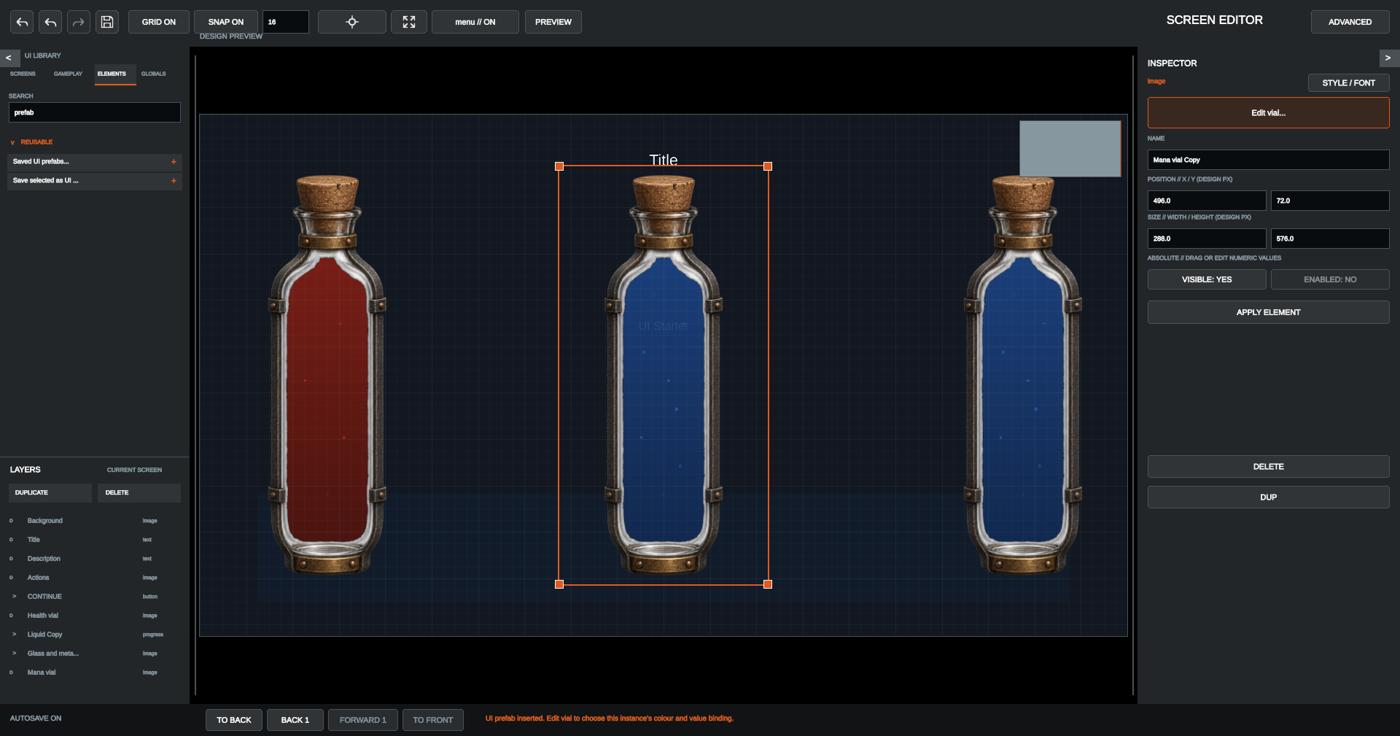 GRID ON
SNAP ON
16
menu // ON
PREVIEW
SCREEN EDITOR
ADVANCED
DESIGN PREVIEW
<
UI LIBRARY
SCREENS
GAMEPLAY
ELEMENTS
GLOBALS
SEARCH
prefab
v REUSABLE
Saved UI prefabs... +
Save selected as UI ... +
LAYERS
CURRENT SCREEN
DUPLICATE
DELETE
o Background image
o Title text
o Description text
o Actions image
> CONTINUE button
o Health vial image
> Liquid Copy progress
> Glass and meta... image
o Mana vial image
AUTOSAVE ON
Title
UI Starter
TO BACK
BACK 1
FORWARD 1
TO FRONT
UI prefab inserted. Edit vial to choose this instance's colour and value binding.
>
INSPECTOR
Image
STYLE / FONT
Edit vial...
NAME
Mana vial Copy
POSITION // X / Y (DESIGN PX)
496.0
72.0
SIZE // WIDTH / HEIGHT (DESIGN PX)
288.0
576.0
ABSOLUTE // DRAG OR EDIT NUMERIC VALUES
VISIBLE: YES
ENABLED: NO
APPLY ELEMENT
DELETE
DUP